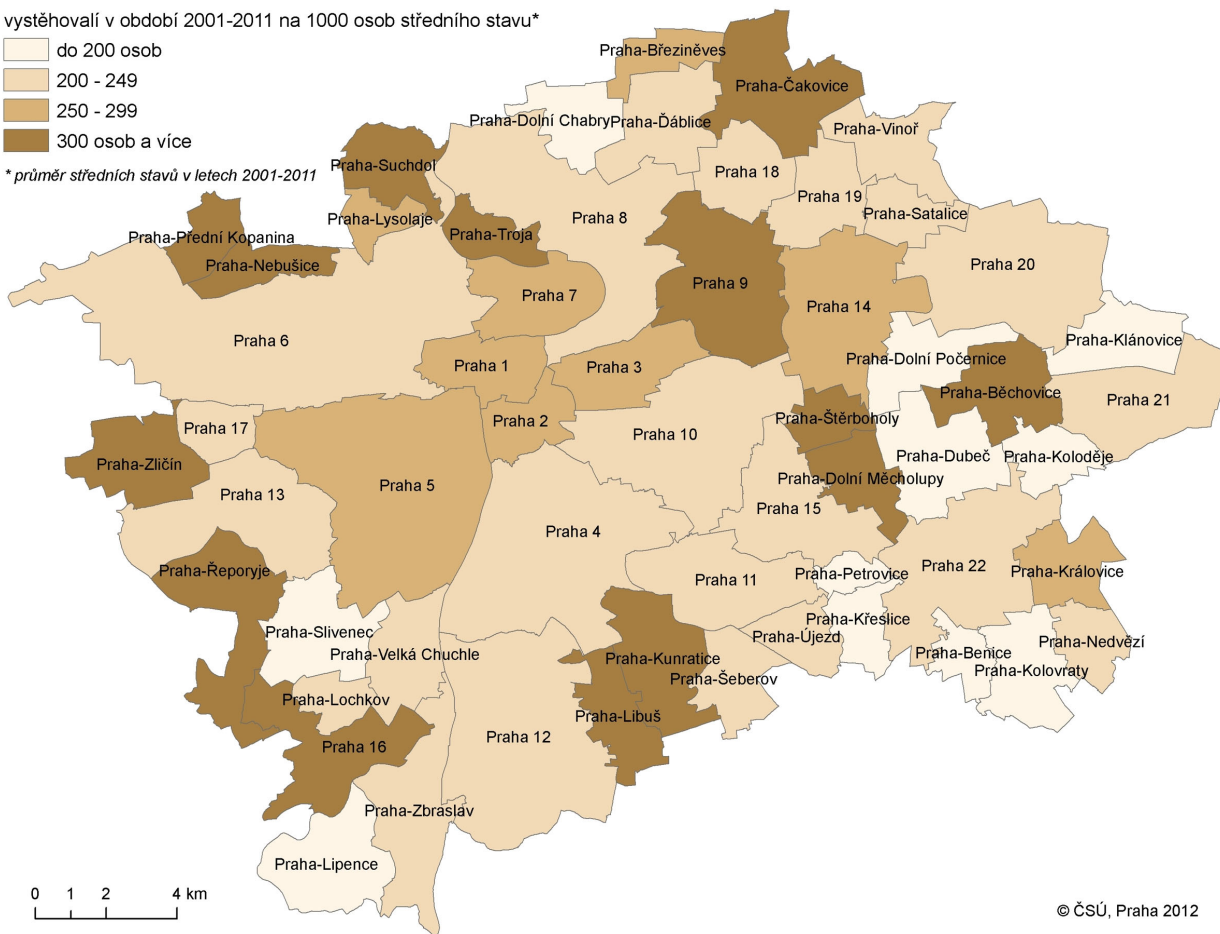 vystěhovalí v období 2001-2011 na 1000 osob středního stavu*
do 200 osob
200 - 249
250 - 299
300 osob a více
* průměr středních stavů v letech 2001-2011
Praha-Březiněves
Praha-Čakovice
Praha-Dolní Chabry
Praha-Ďáblice
Praha-Vinoř
Praha-Suchdol
Praha 18
Praha 19
Praha-Lysolaje
Praha 8
Praha-Satalice
Praha-Troja
Praha-Přední Kopanina
Praha-Nebušice
Praha 20
Praha 9
Praha 7
Praha 14
Praha 6
Praha-Klánovice
Praha-Dolní Počernice
Praha 1
Praha 3
Praha-Běchovice
Praha 21
Praha-Štěrboholy
Praha 2
Praha 17
Praha 10
Praha-Dubeč
Praha-Koloděje
Praha-Zličín
Praha-Dolní Měcholupy
Praha 5
Praha 13
Praha 15
Praha 4
Praha 22
Praha-Řeporyje
Praha-Královice
Praha-Petrovice
Praha 11
Praha-Křeslice
Praha-Slivenec
Praha-Újezd
Praha-Nedvězí
Praha-Velká Chuchle
Praha-Benice
Praha-Kunratice
Praha-Kolovraty
Praha-Šeberov
Praha-Lochkov
Praha-Libuš
Praha 12
Praha 16
Praha-Zbraslav
Praha-Lipence
0 1 2 4 km
© ČSÚ, Praha 2012